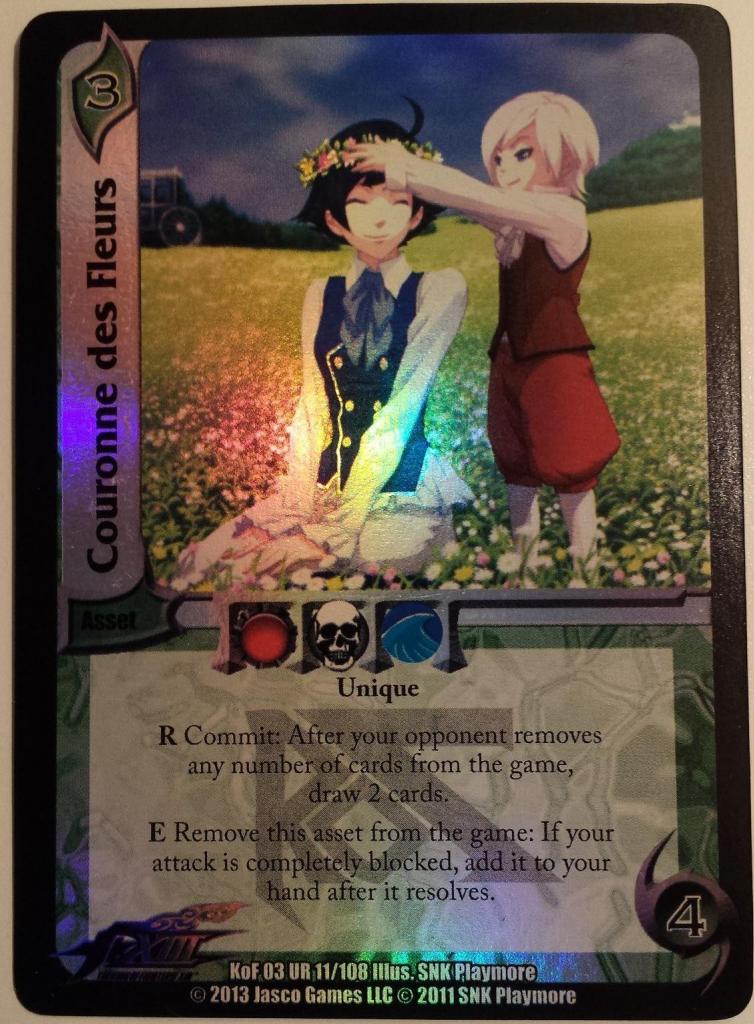 3
Couronne des Fleurs
Asset
Unique
R Commit: After your opponent removes
any number of cards from the game,
draw 2 cards.
E Remove this asset from the game: If your
attack is completely blocked, add it to your
hand after it resolves.
4
XIII
KoF 03 UR 11/108 Illus. SNK Playmore
© 2013 Jasco Games LLC © 2011 SNK Playmore